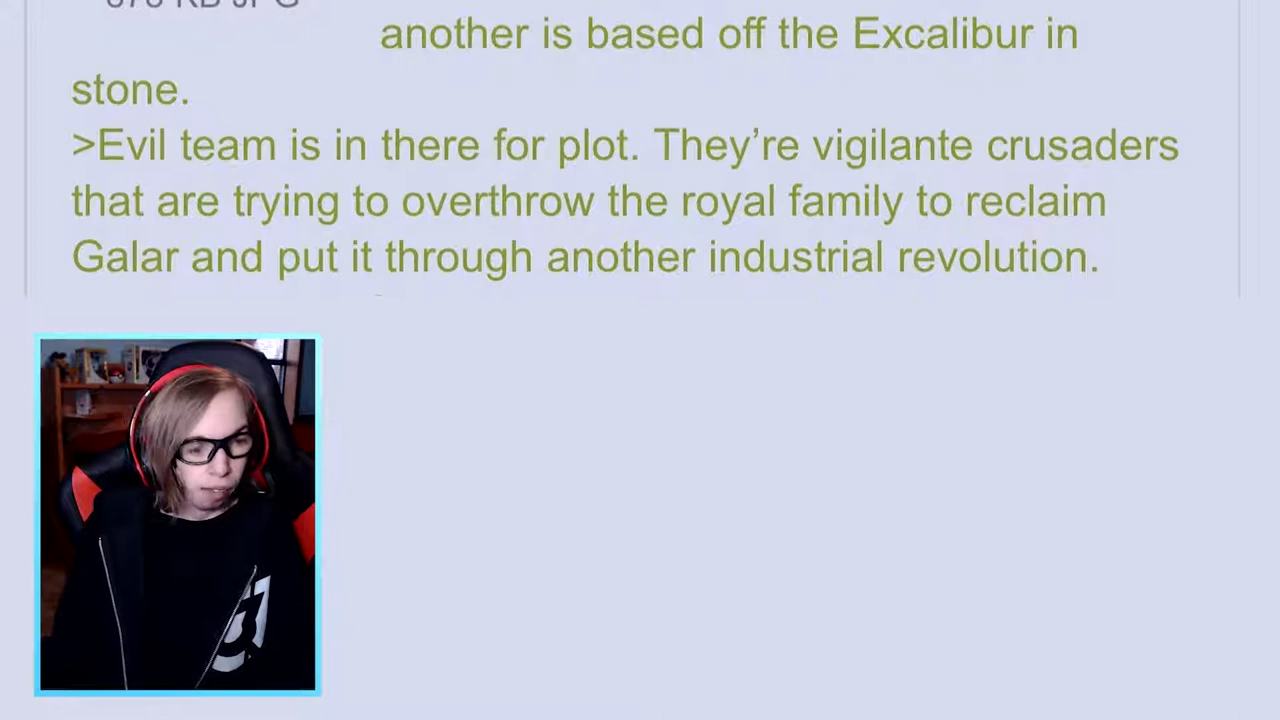 another is based off the Excalibur in
stone.
>Evil team is in there for plot. They’re vigilante crusaders
that are trying to overthrow the royal family to reclaim
Galar and put it through another industrial revolution.